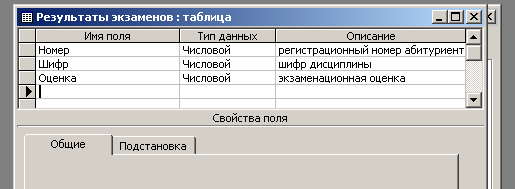 Результаты экзаменов : таблица
Имя поля Тип данных Описание
Номер Числовой регистрационный номер абитуриент
Шифр Числовой шифр дисциплины
Оценка Числовой экзаменационная оценка
Свойства поля
Общие Подстановка